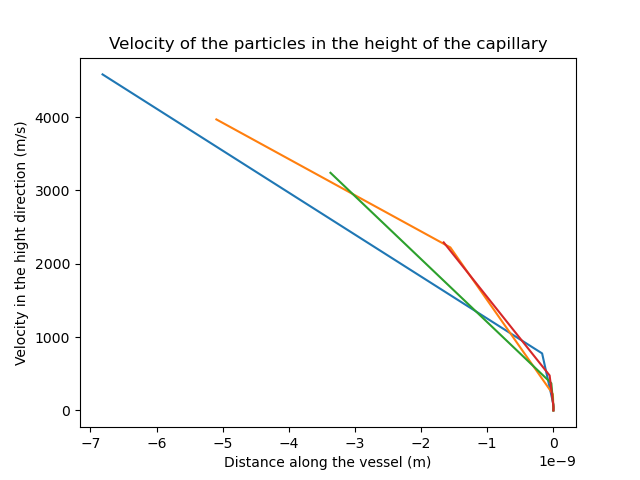 Velocity of the particles in the height of the capillary
Velocity in the hight direction (m/s)
4000
3000
2000
1000
0
−7 −6 −5 −4 −3 −2 −1 0
1e−9
Distance along the vessel (m)